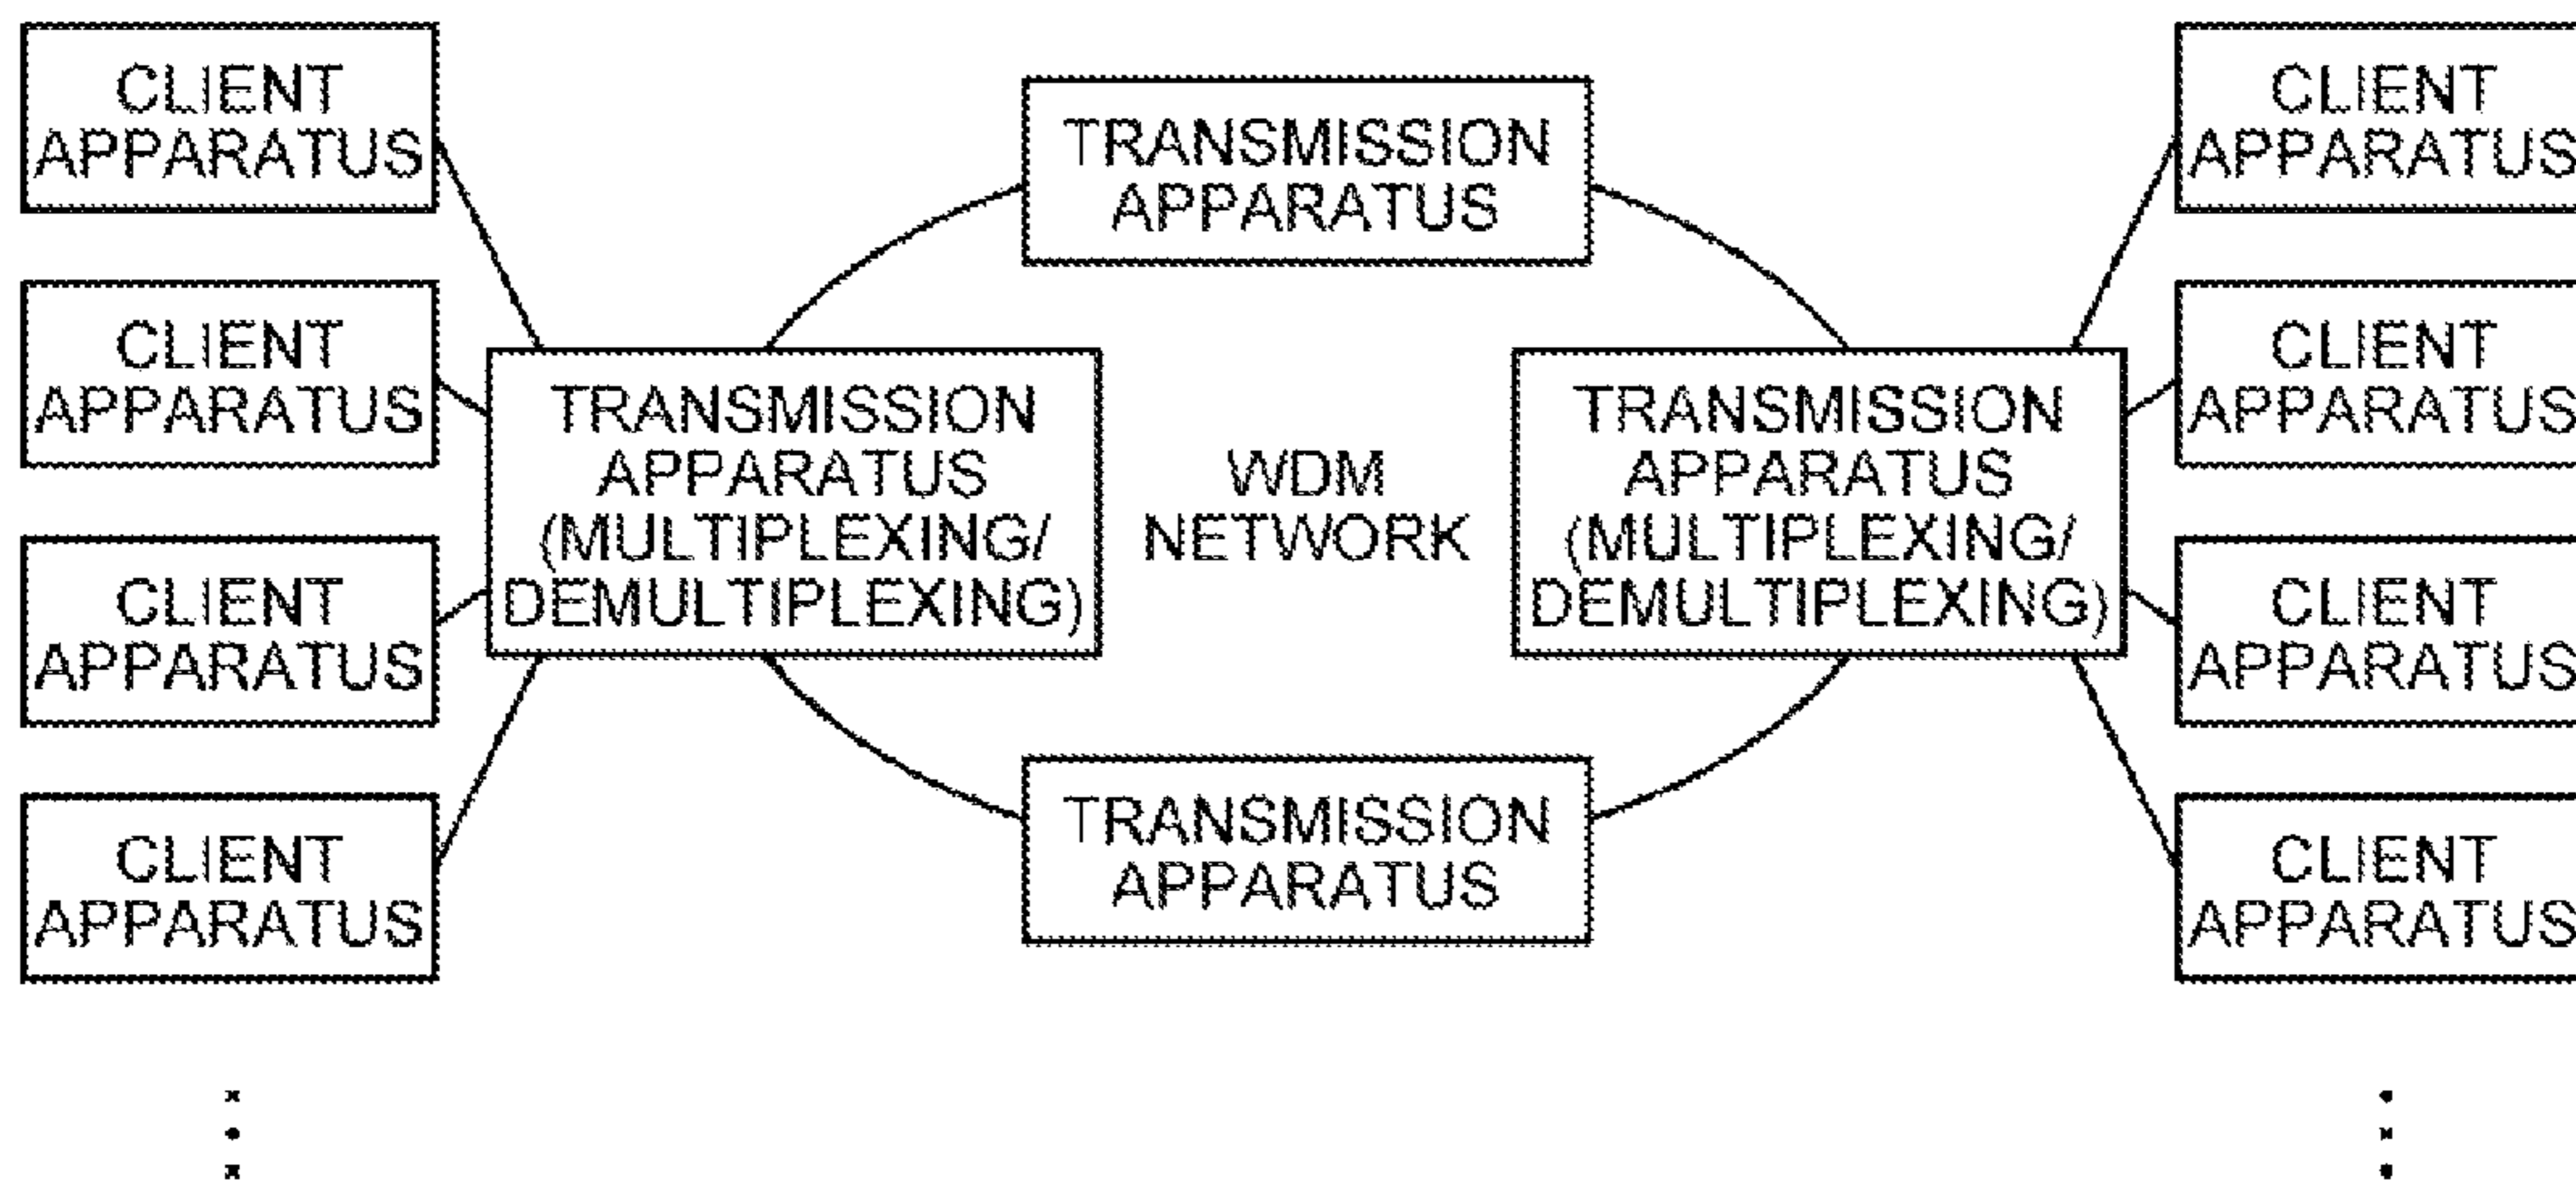 CLIENT
APPARATUS
CLIENT
APPARATUS
CLIENT
APPARATUS
CLIENT
APPARATUS
TRANSMISSION
APPARATUS
TRANSMISSION
APPARATUS
(MULTIPLEXING/
DEMULTIPLEXING)
WDM
NETWORK
TRANSMISSION
APPARATUS
(MULTIPLEXING/
DEMULTIPLEXING)
TRANSMISSION
APPARATUS
CLIENT
APPARATUS
CLIENT
APPARATUS
CLIENT
APPARATUS
CLIENT
APPARATUS